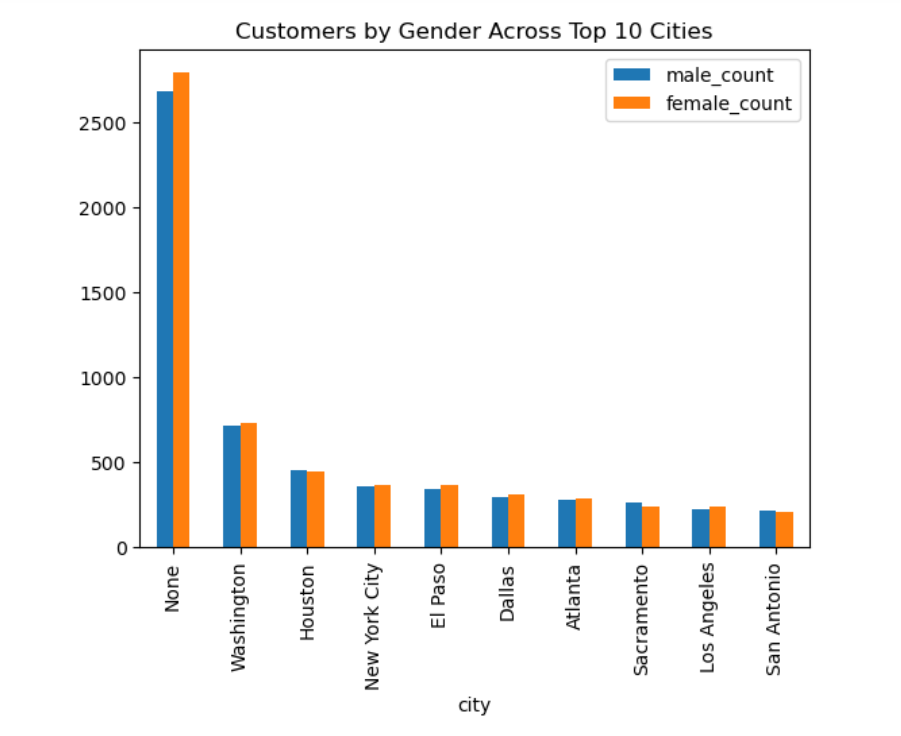 Customers by Gender Across Top 10 Cities
male_count
female_count
2500
2000
1500
1000
500
0
None
Washington
Houston
New York City
El Paso
Dallas
Atlanta
Sacramento
Los Angeles
San Antonio
city